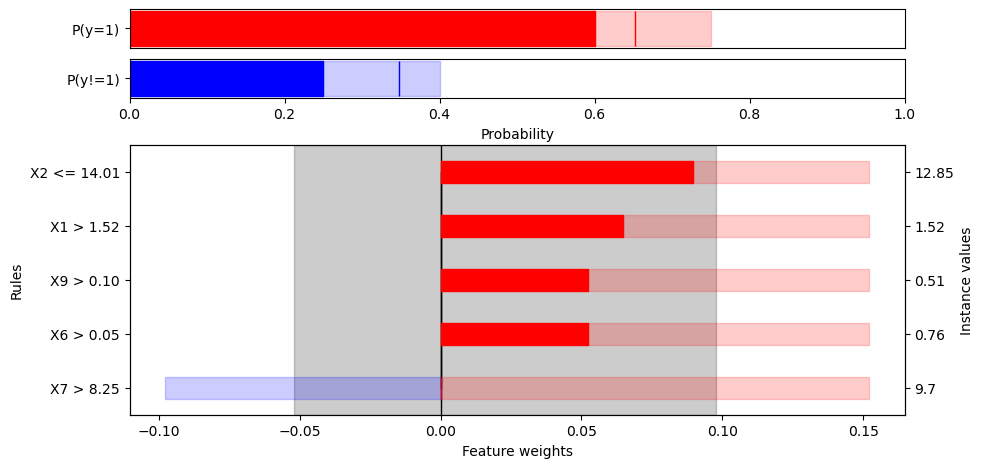 P(y=1)
P(y!=1)
0.0 0.2 0.4 0.6 0.8 1.0
Probability
X2 <= 14.01 12.85
X1 > 1.52 1.52
X9 > 0.10 0.51
X6 > 0.05 0.76
X7 > 8.25 9.7
Rules
Instance values
−0.10 −0.05 0.00 0.05 0.10 0.15
Feature weights